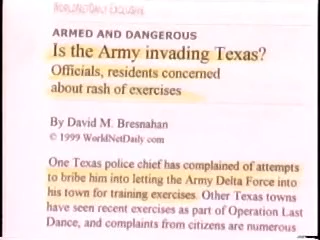 WorldNetDaily Exclusive
ARMED AND DANGEROUS
Is the Army invading Texas?
Officials, residents concerned
about rash of exercises
By David M. Bresnahan
© 1999 WorldNetDaily.com
One Texas police chief has complained of attempts
to bribe him into letting the Army Delta Force into
his town for training exercises. Other Texas towns
have seen recent exercises as part of Operation Last
Dance, and complaints from citizens are numerous